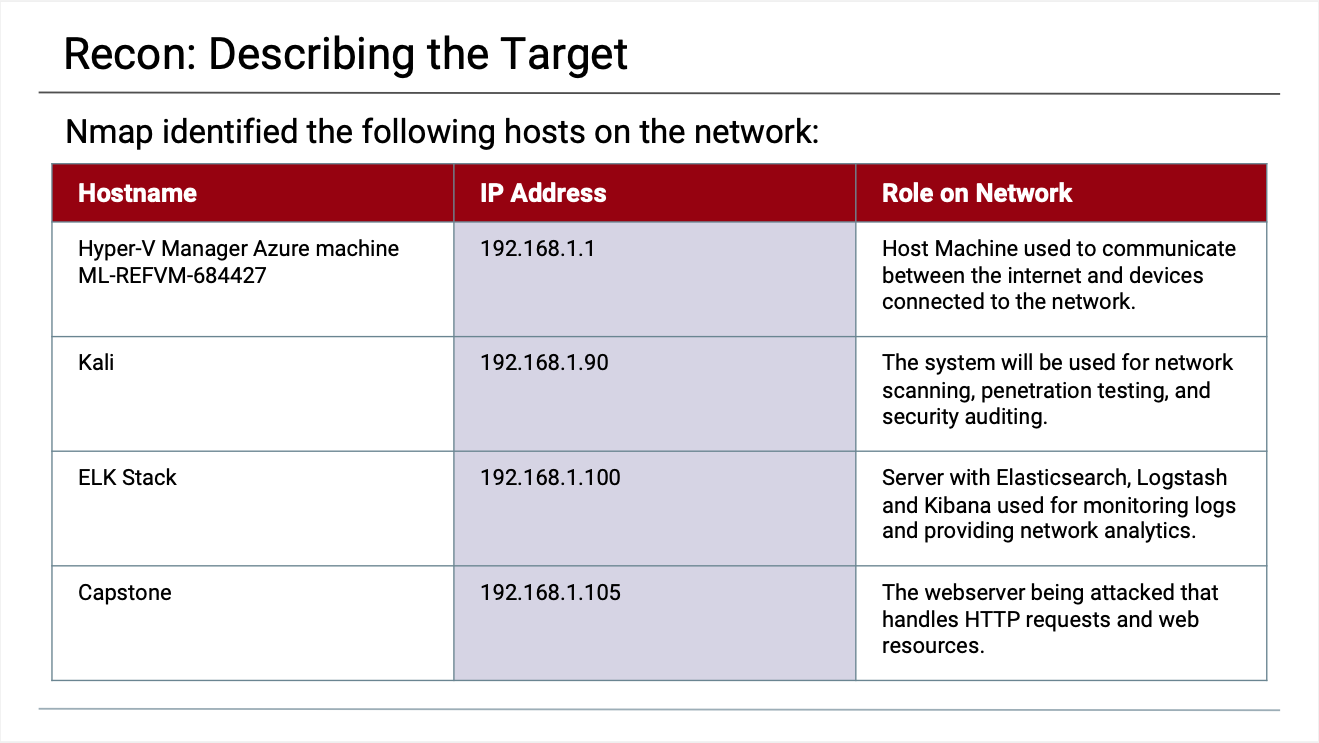 Recon: Describing the Target
Nmap identified the following hosts on the network:
Hostname
IP Address
Role on Network
Hyper-V Manager Azure machine
ML-REFVM-684427
192.168.1.1
Host Machine used to communicate
between the internet and devices
connected to the network.
Kali
192.168.1.90
The system will be used for network
scanning, penetration testing, and
security auditing.
ELK Stack
192.168.1.100
Server with Elasticsearch, Logstash
and Kibana used for monitoring logs
and providing network analytics.
Capstone
192.168.1.105
The webserver being attacked that
handles HTTP requests and web
resources.